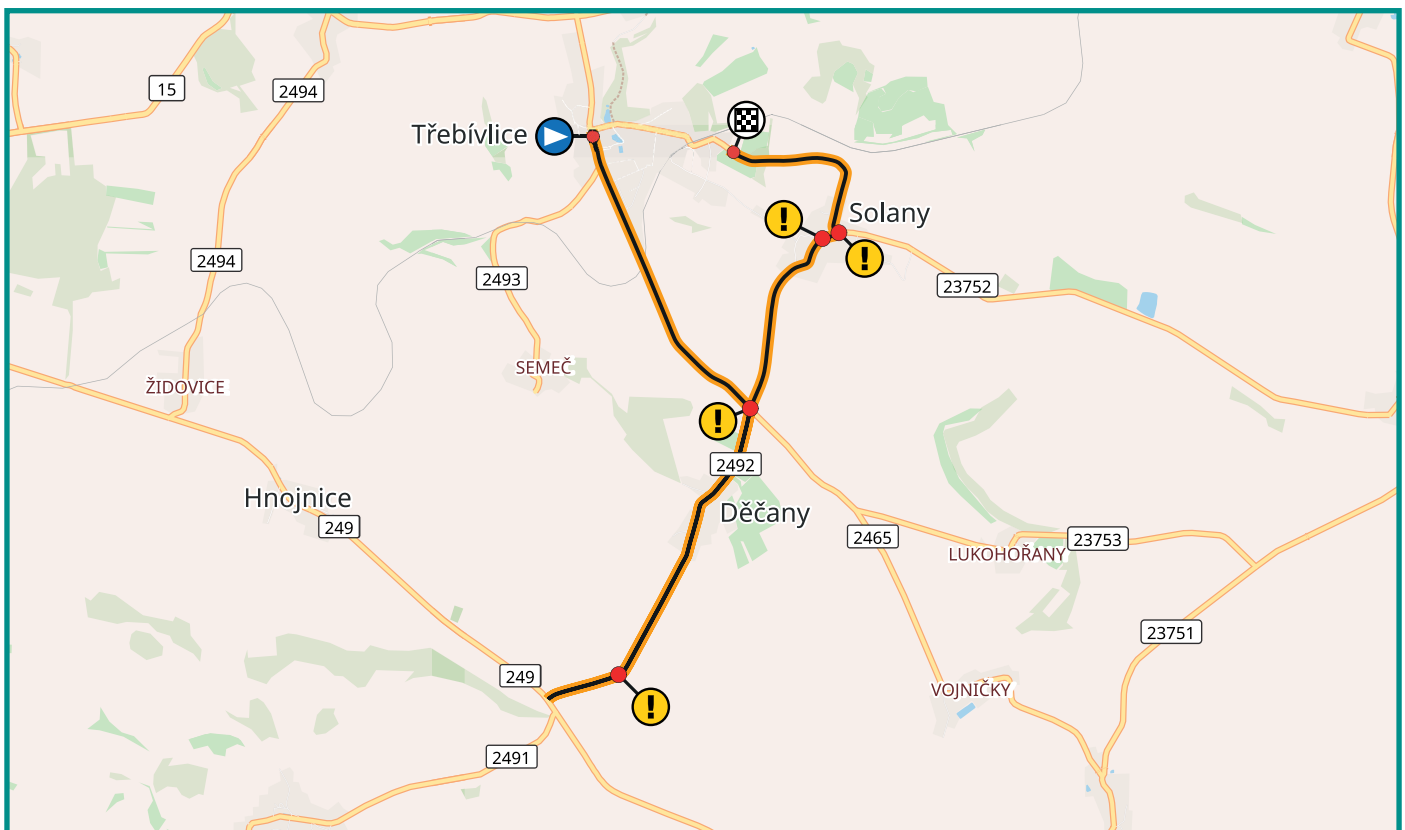 15
2494
Třebívlice
!
Solany
!
2494
2493
23752
SEMEČ
ŽIDOVICE
!
2492
Hnojnice
249
Děčany
2465
23753
LUKOHOŘANY
23751
249
VOJNIČKY
!
2491